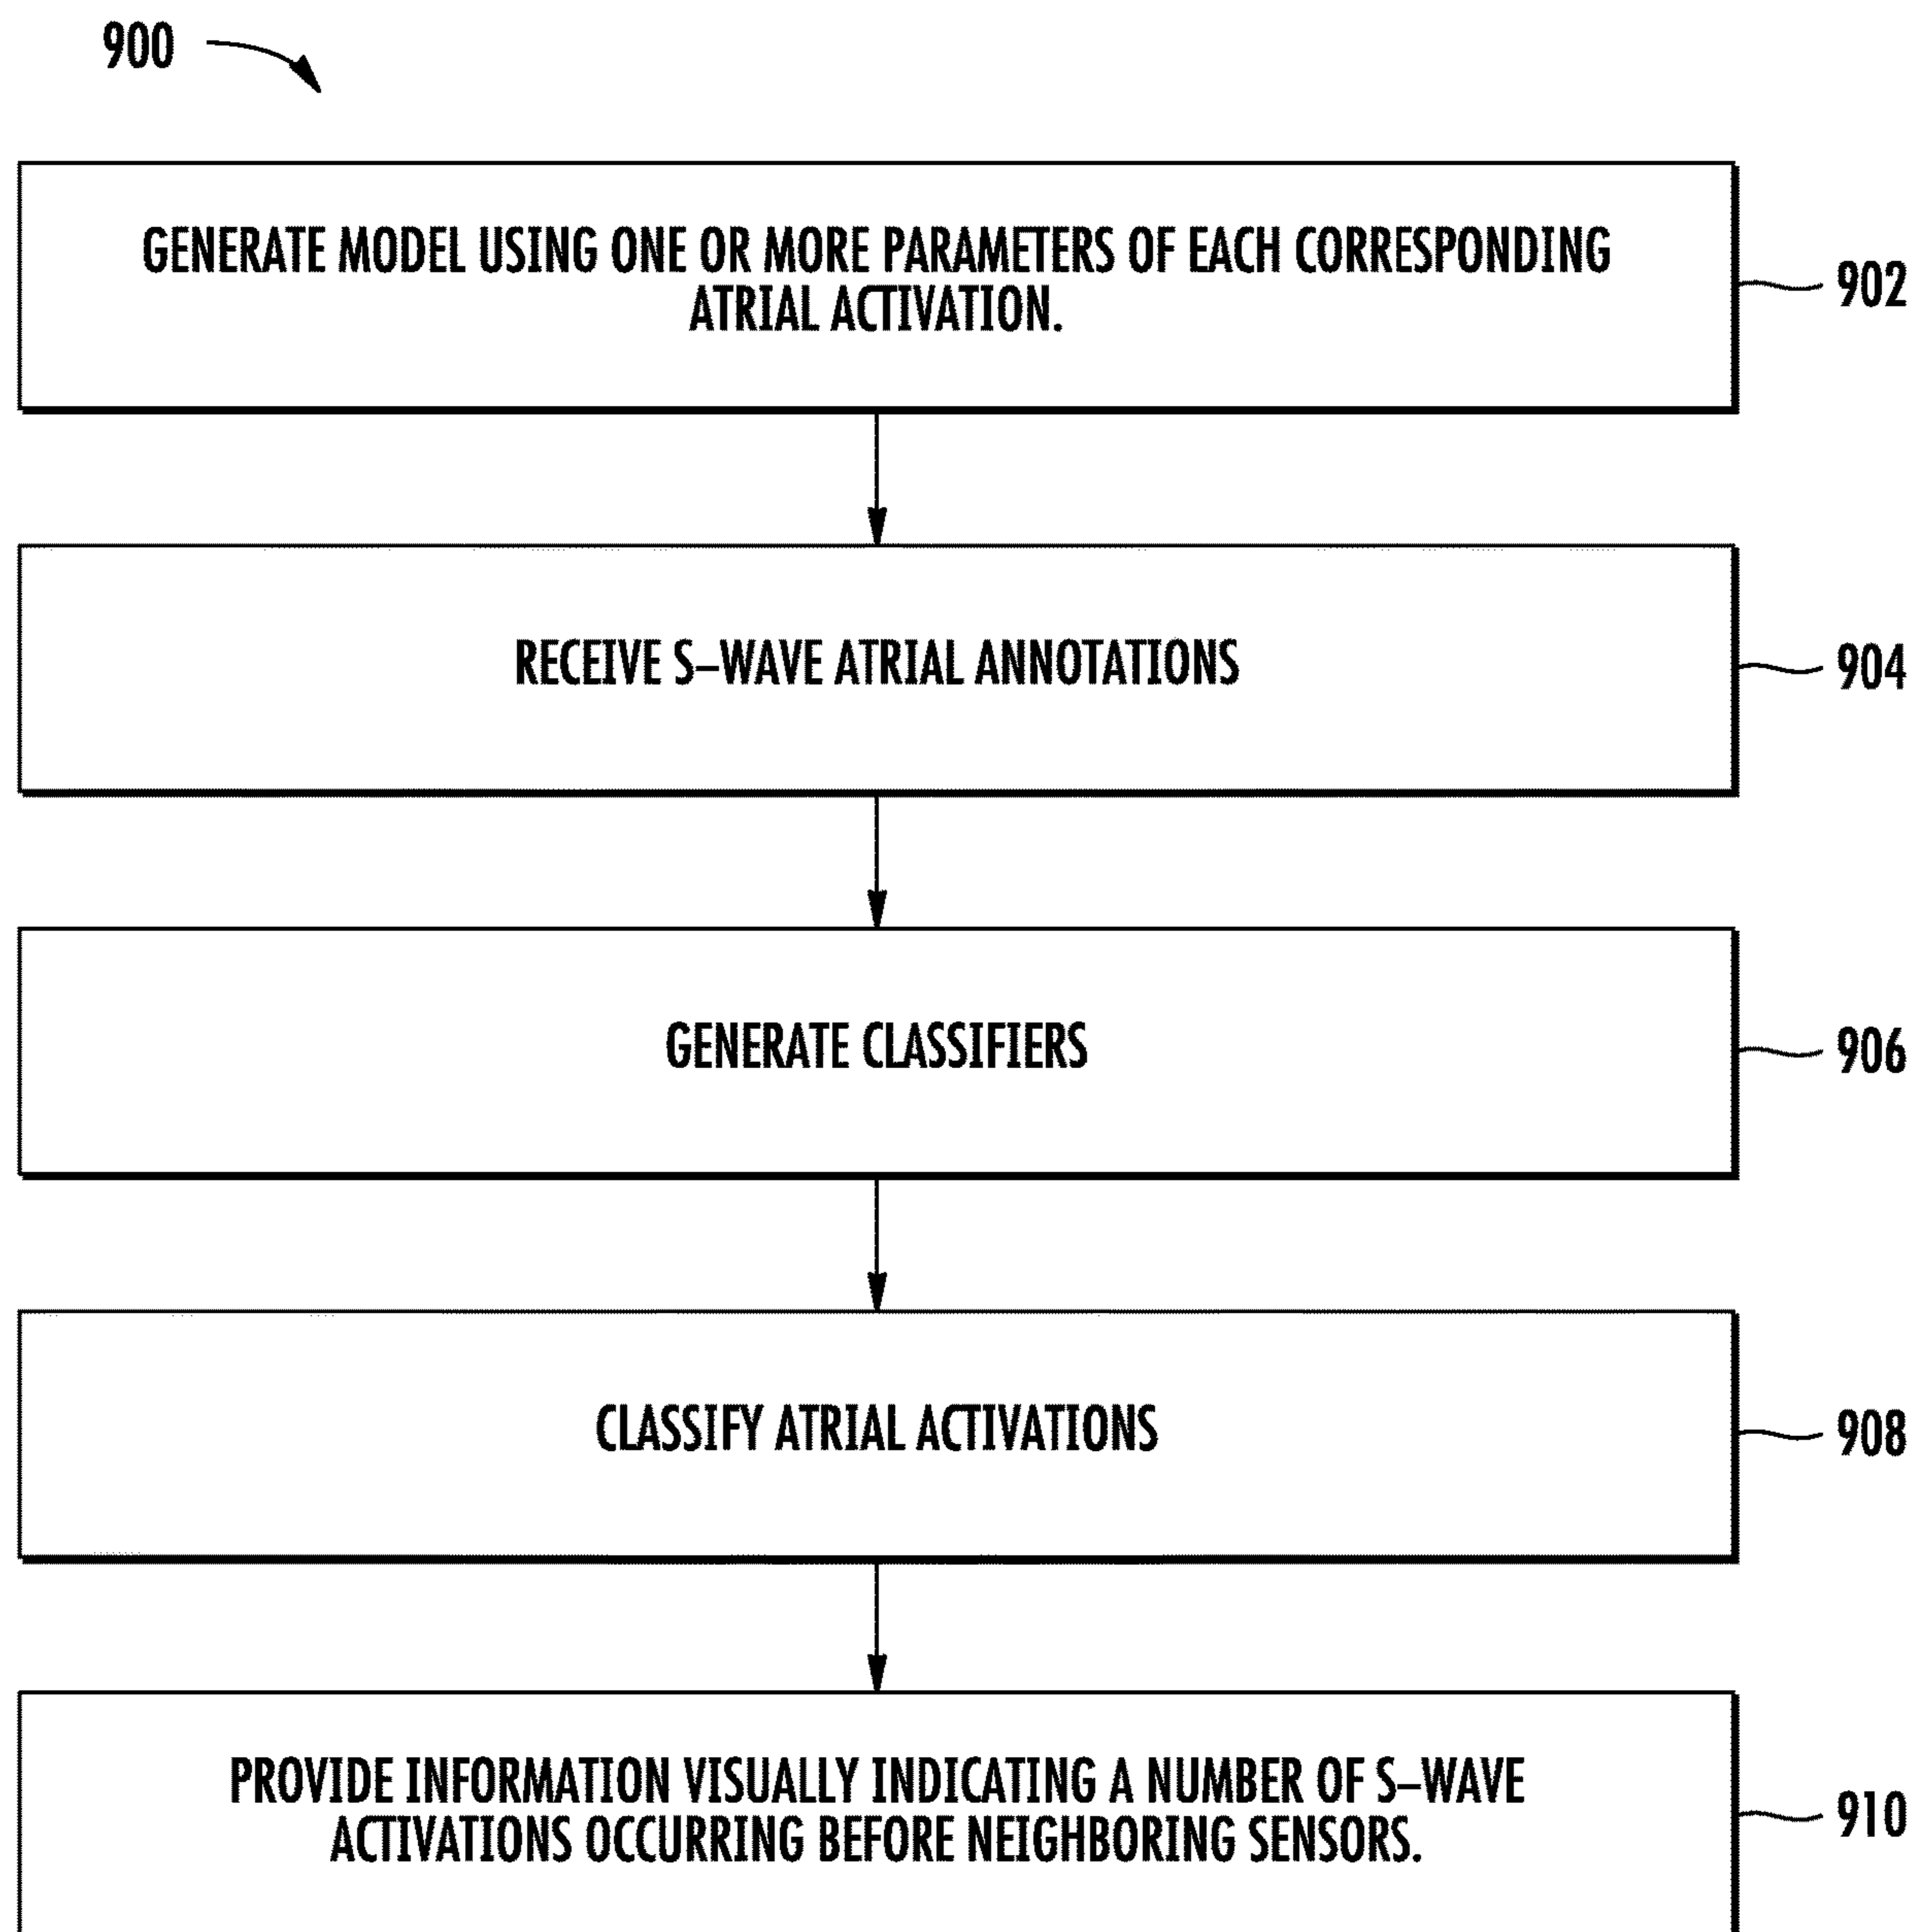 900
GENERATE MODEL USING ONE OR MORE PARAMETERS OF EACH CORRESPONDING
ATRIAL ACTIVATION.
902
RECEIVE S–WAVE ATRIAL ANNOTATIONS
904
GENERATE CLASSIFIERS
906
CLASSIFY ATRIAL ACTIVATIONS
908
PROVIDE INFORMATION VISUALLY INDICATING A NUMBER OF S–WAVE
ACTIVATIONS OCCURRING BEFORE NEIGHBORING SENSORS.
910